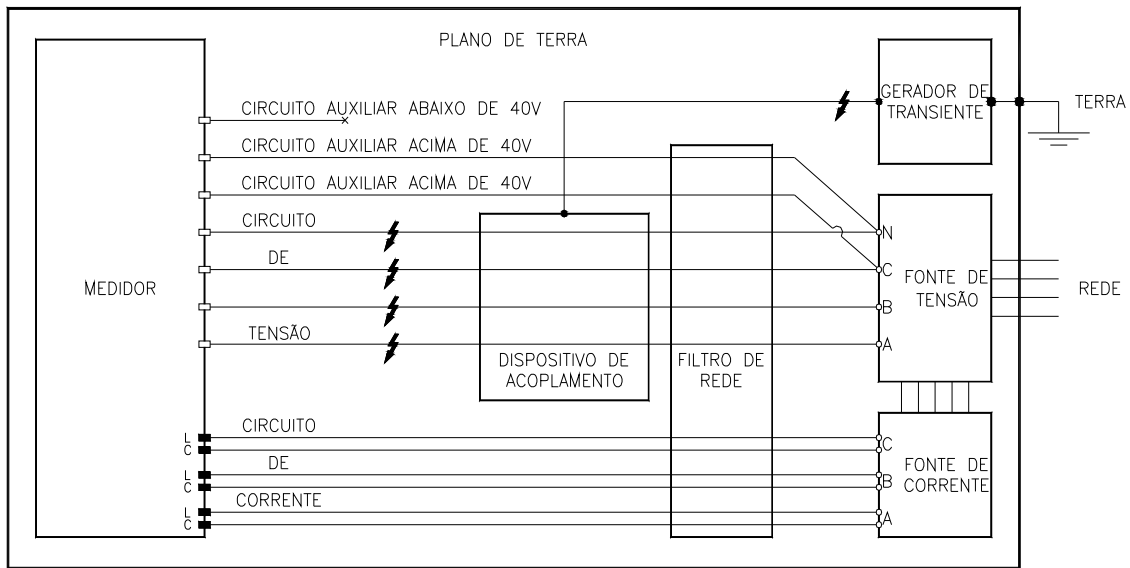 PLANO DE TERRA
CIRCUITO AUXILIAR ABAIXO DE 40V
CIRCUITO AUXILIAR ACIMA DE 40V
CIRCUITO AUXILIAR ACIMA DE 40V
CIRCUITO
DE
TENSÃO
MEDIDOR
GERADOR DE
TRANSIENTE
TERRA
N
C
B
A
FONTE DE
TENSÃO
REDE
DISPOSITIVO DE
ACOPLAMENTO
FILTRO DE
REDE
CIRCUITO
DE
CORRENTE
L
C
L
C
L
C
C
B
A
FONTE DE
CORRENTE